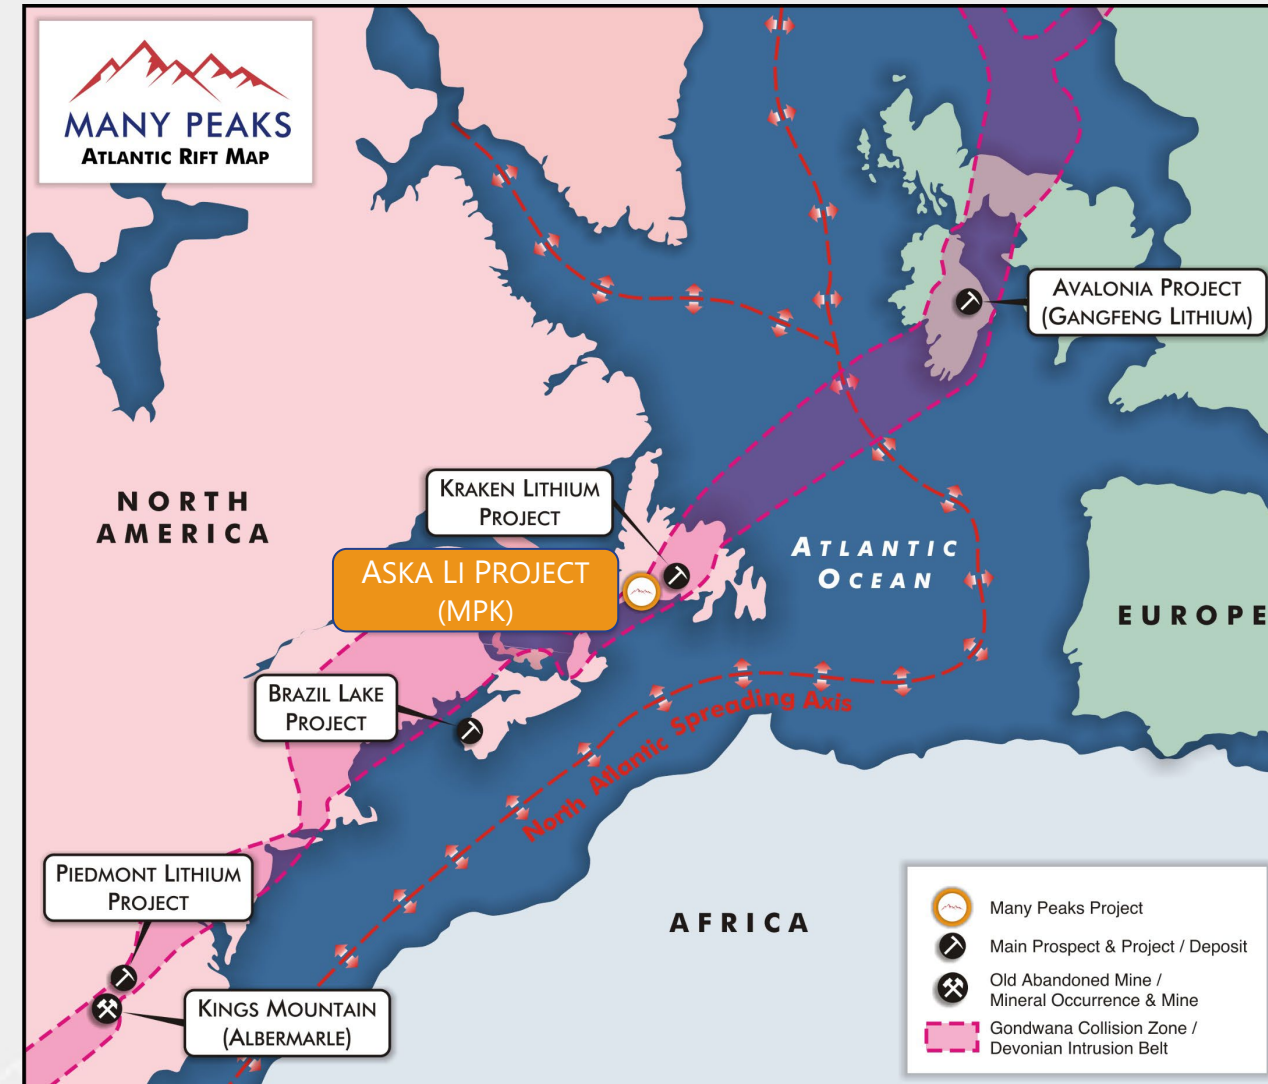 MANY PEAKS
ATLANTIC RIFT MAP
AVALONIA PROJECT
(GANGFENG LITHIUM)
KRAKEN LITHIUM
PROJECT
NORTH
AMERICA
ATLANTIC
OCEAN
ASKA LI PROJECT
(MPK)
EUROPE
BRAZIL LAKE
PROJECT
North Atlantic Spreading Axis
PIEDMONT LITHIUM
PROJECT
AFRICA
KINGS MOUNTAIN
(ALBERMARLE)
Many Peaks Project
Main Prospect & Project / Deposit
Old Abandoned Mine /
Mineral Occurrence & Mine
Gondwana Collision Zone /
Devonian Intrusion Belt